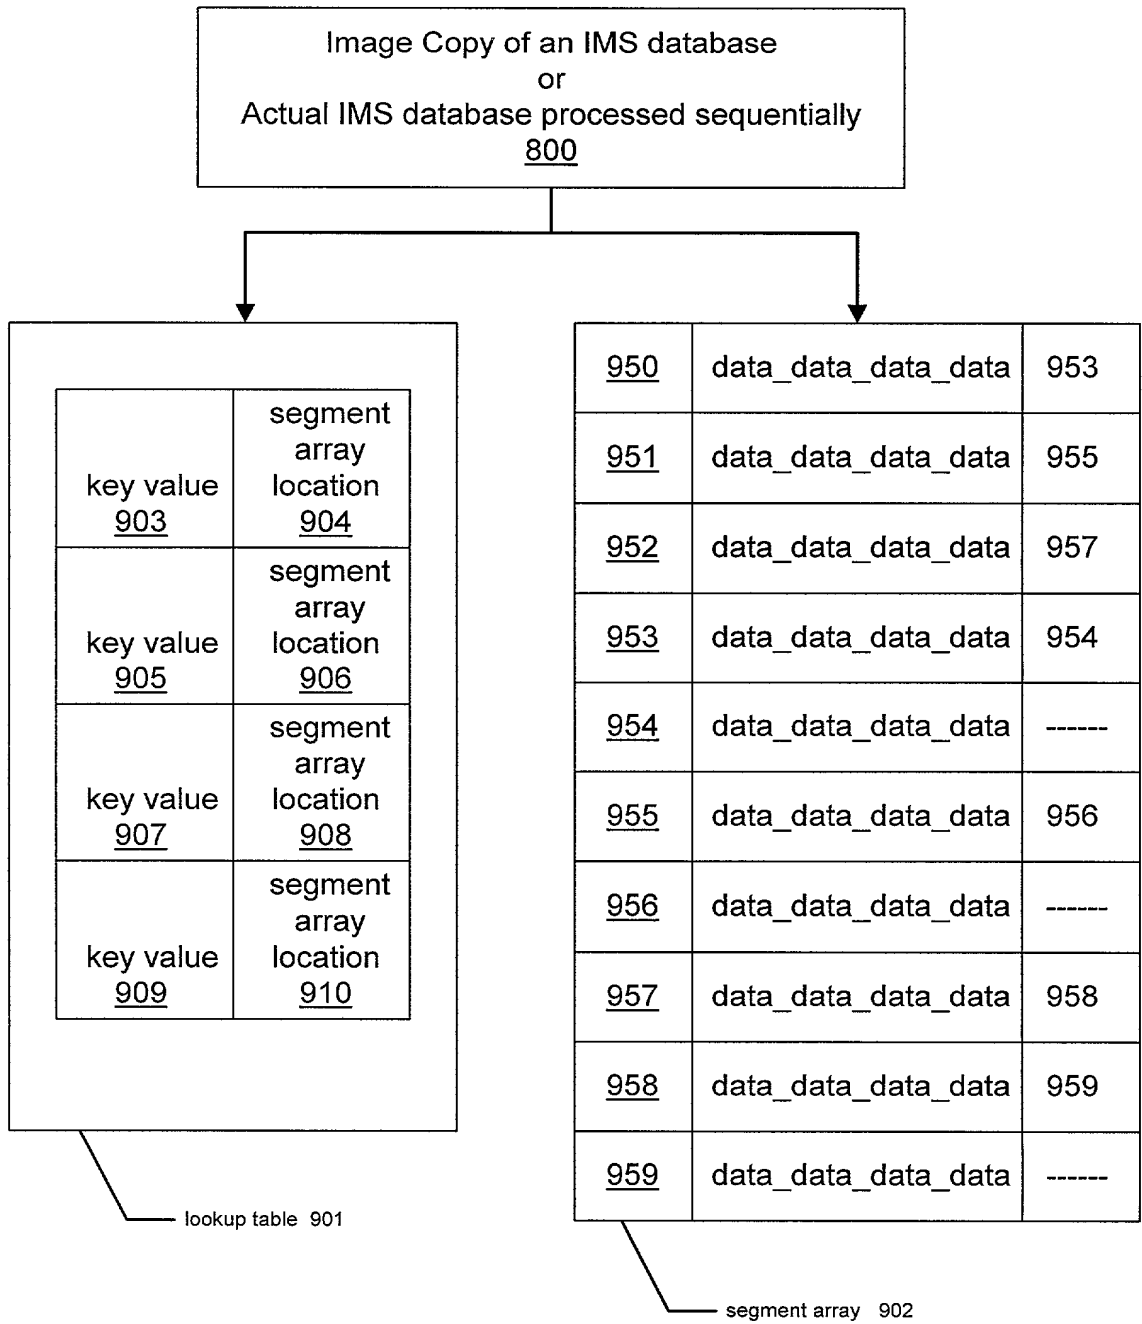 Image Copy of an IMS database
or
Actual IMS database processed sequentially
800
segment
array
key value location
903 904
segment
array
key value location
905 906
segment
array
key value location
907 908
segment
array
key value location
909 910
lookup table 901
950 data_data_data_data 953
951 data_data_data_data 955
952 data_data_data_data 957
953 data_data_data_data 954
954 data_data_data_data ------
955 data_data_data_data 956
956 data_data_data_data ------
957 data_data_data_data 958
958 data_data_data_data 959
959 data_data_data_data ------
segment array 902